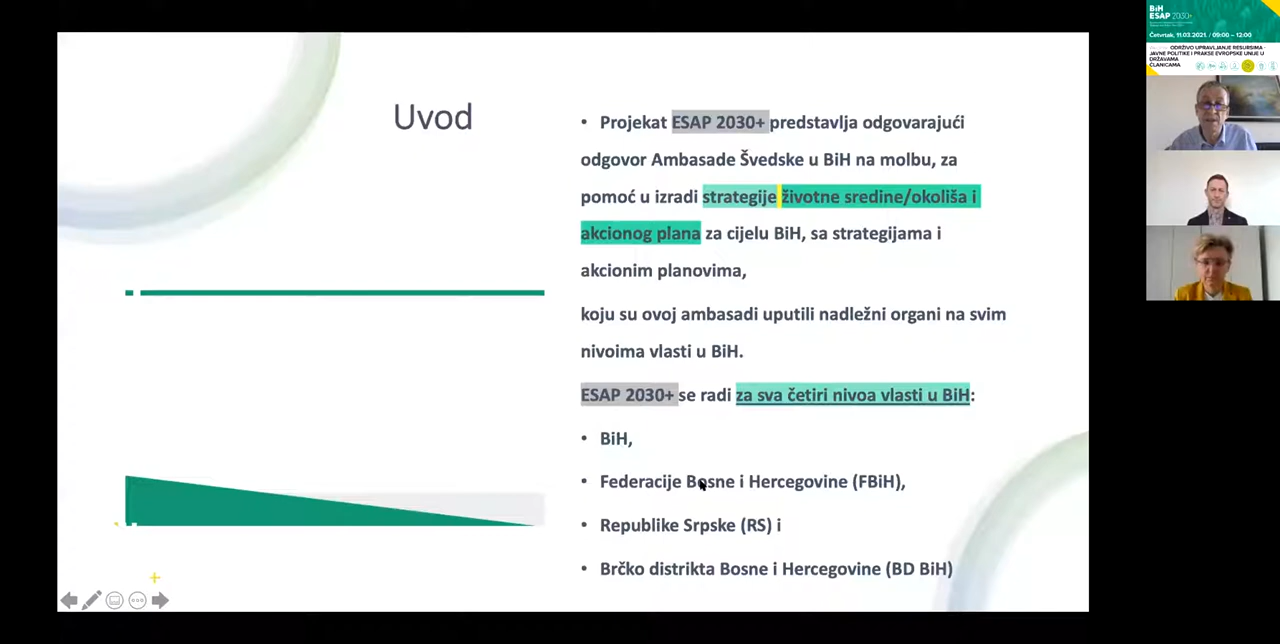 Uvod
• Projekat ESAP 2030+ predstavlja odgovarajući
odgovor Ambasade Švedske u BiH na molbu, za
pomoć u izradi strategije životne sredine/okoliša i
akcionog plana za cijelu BiH, sa strategijama i
akcionim planovima,
koju su ovoj ambasadi uputili nadležni organi na svim
nivoima vlasti u BiH.
ESAP 2030+ se radi za sva četiri nivoa vlasti u BiH:
• BiH,
• Federacije Bosne i Hercegovine (FBiH),
• Republike Srpske (RS) i
• Brčko distrikta Bosne i Hercegovine (BD BiH)
BiH
ESAP 2030+
Četvrtak, 11.03.2021. / 09:00 – 12:00
ODRŽIVO UPRAVLJANJE RESURSIMA -
JAVNE POLITIKE I PRAKSE EVROPSKE UNIJE U
DRŽAVAMA
ČLANICAMA